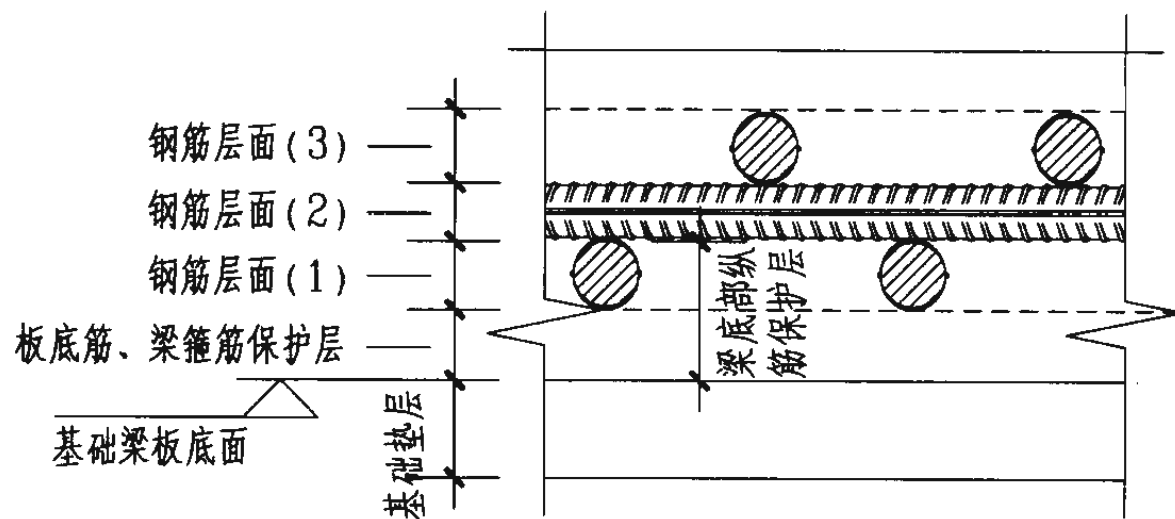 钢筋层面(3)
钢筋层面(2)
钢筋层面(1)
板底筋、梁箍筋保护层
基础梁板底面
基础垫层
梁底部纵
筋保护层